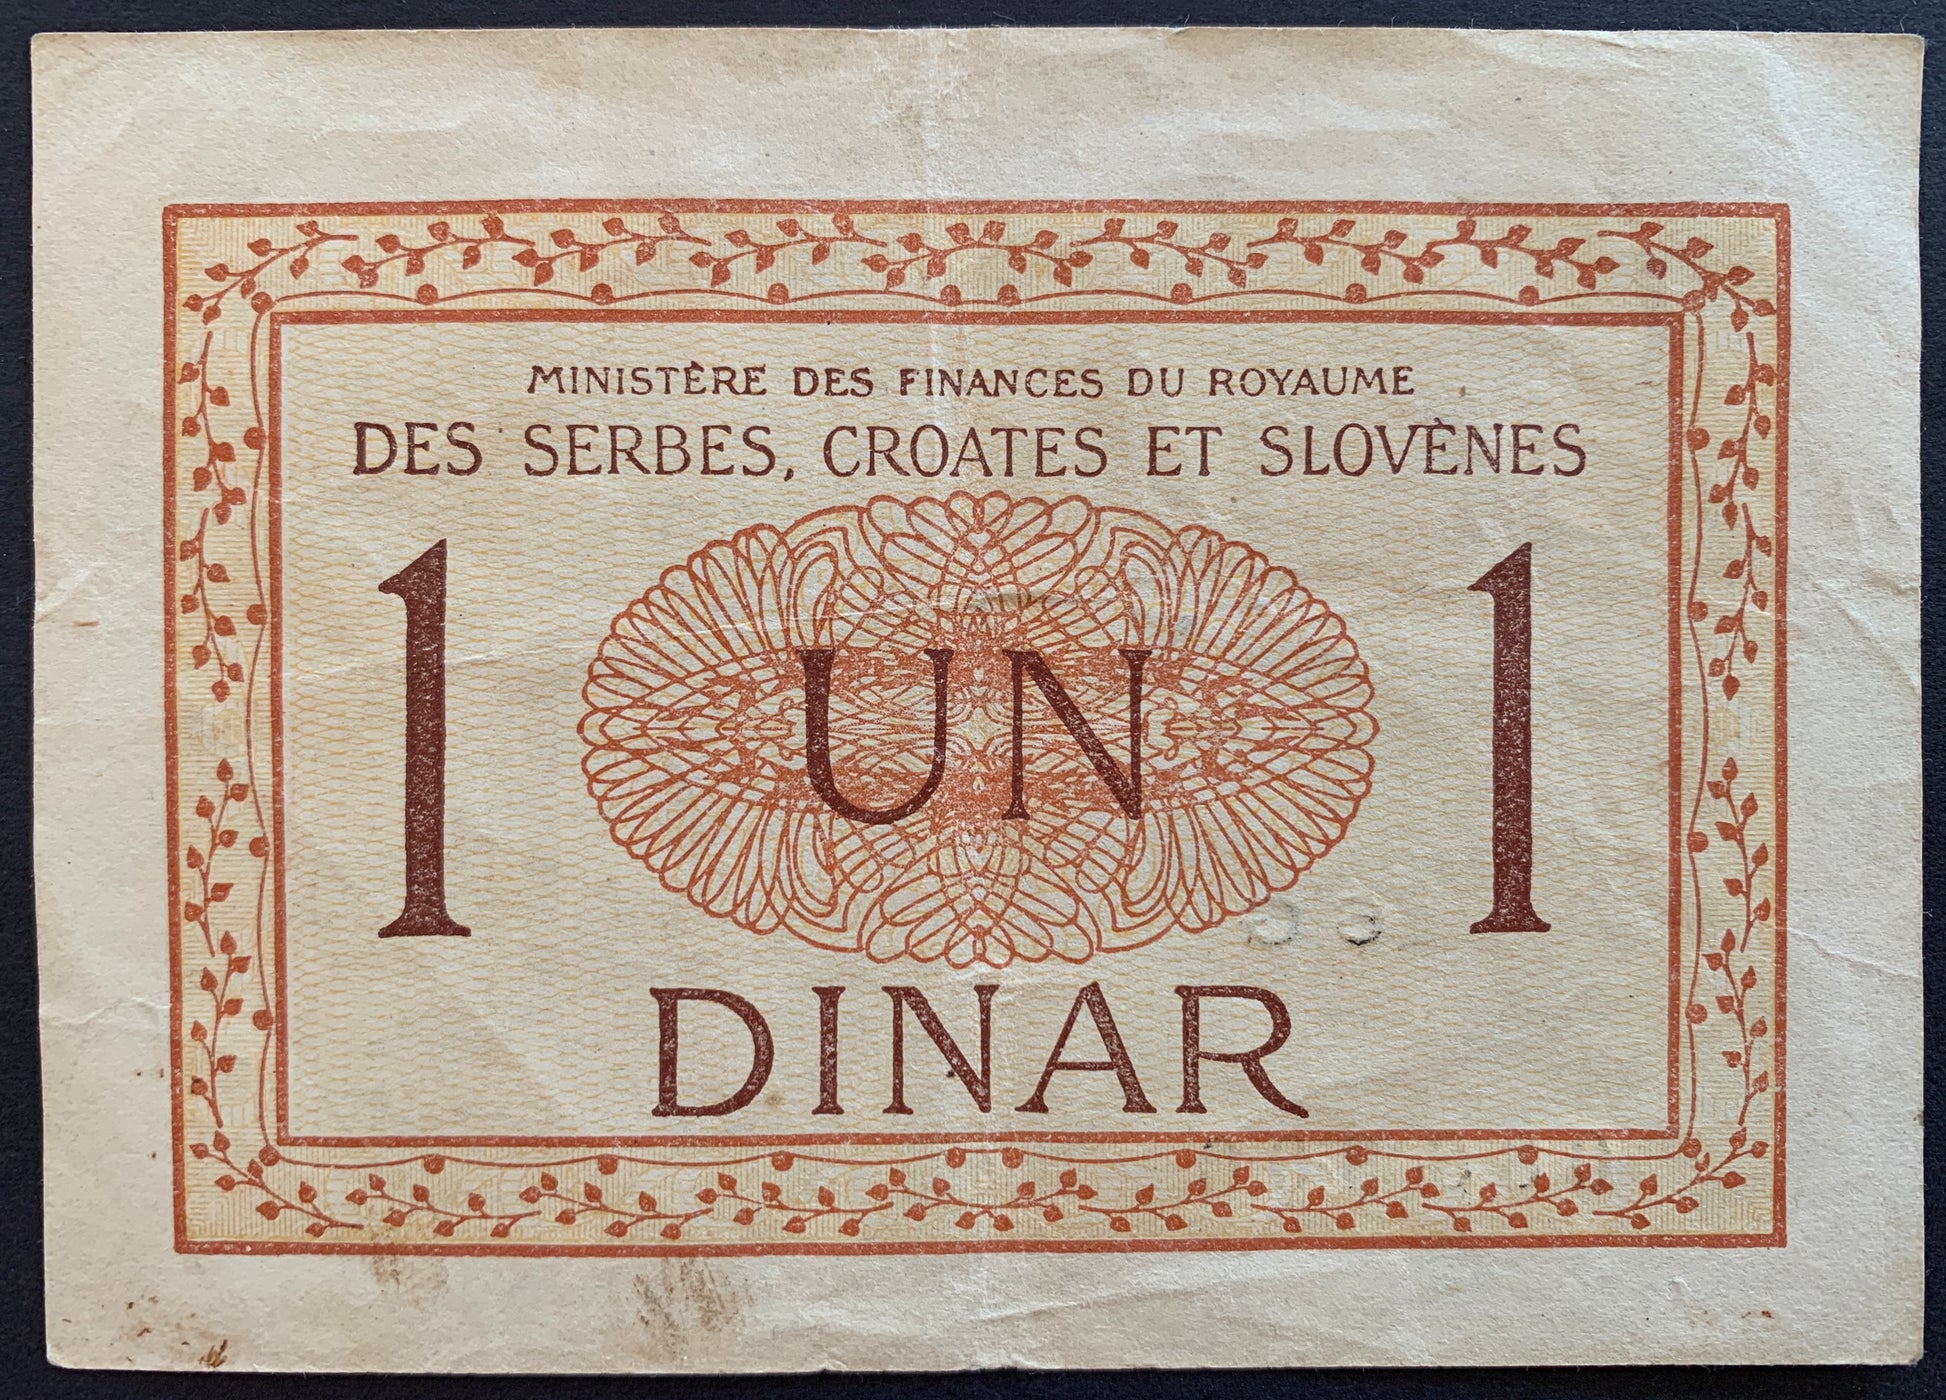 MINISTÈRE DES FINANCES DU ROYAUME
DES SERBES, CROATES ET SLOVÈNES
1 UN 1
DINAR